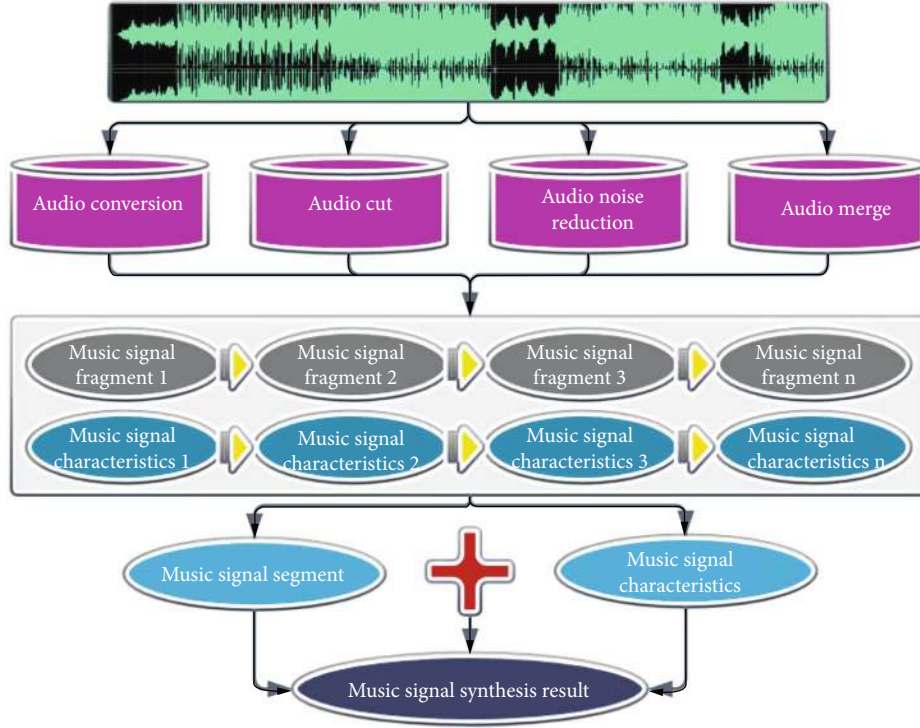 Audio conversion
Audio cut
Audio noise
reduction
Audio merge
Music signal
fragment 1
Music signal
fragment 2
Music signal
fragment 3
Music signal
fragment n
Music signal
characteristics 1
Music signal
characteristics 2
Music signal
characteristics 3
Music signal
characteristics n
Music signal segment
Music signal
characteristics
Music signal synthesis result